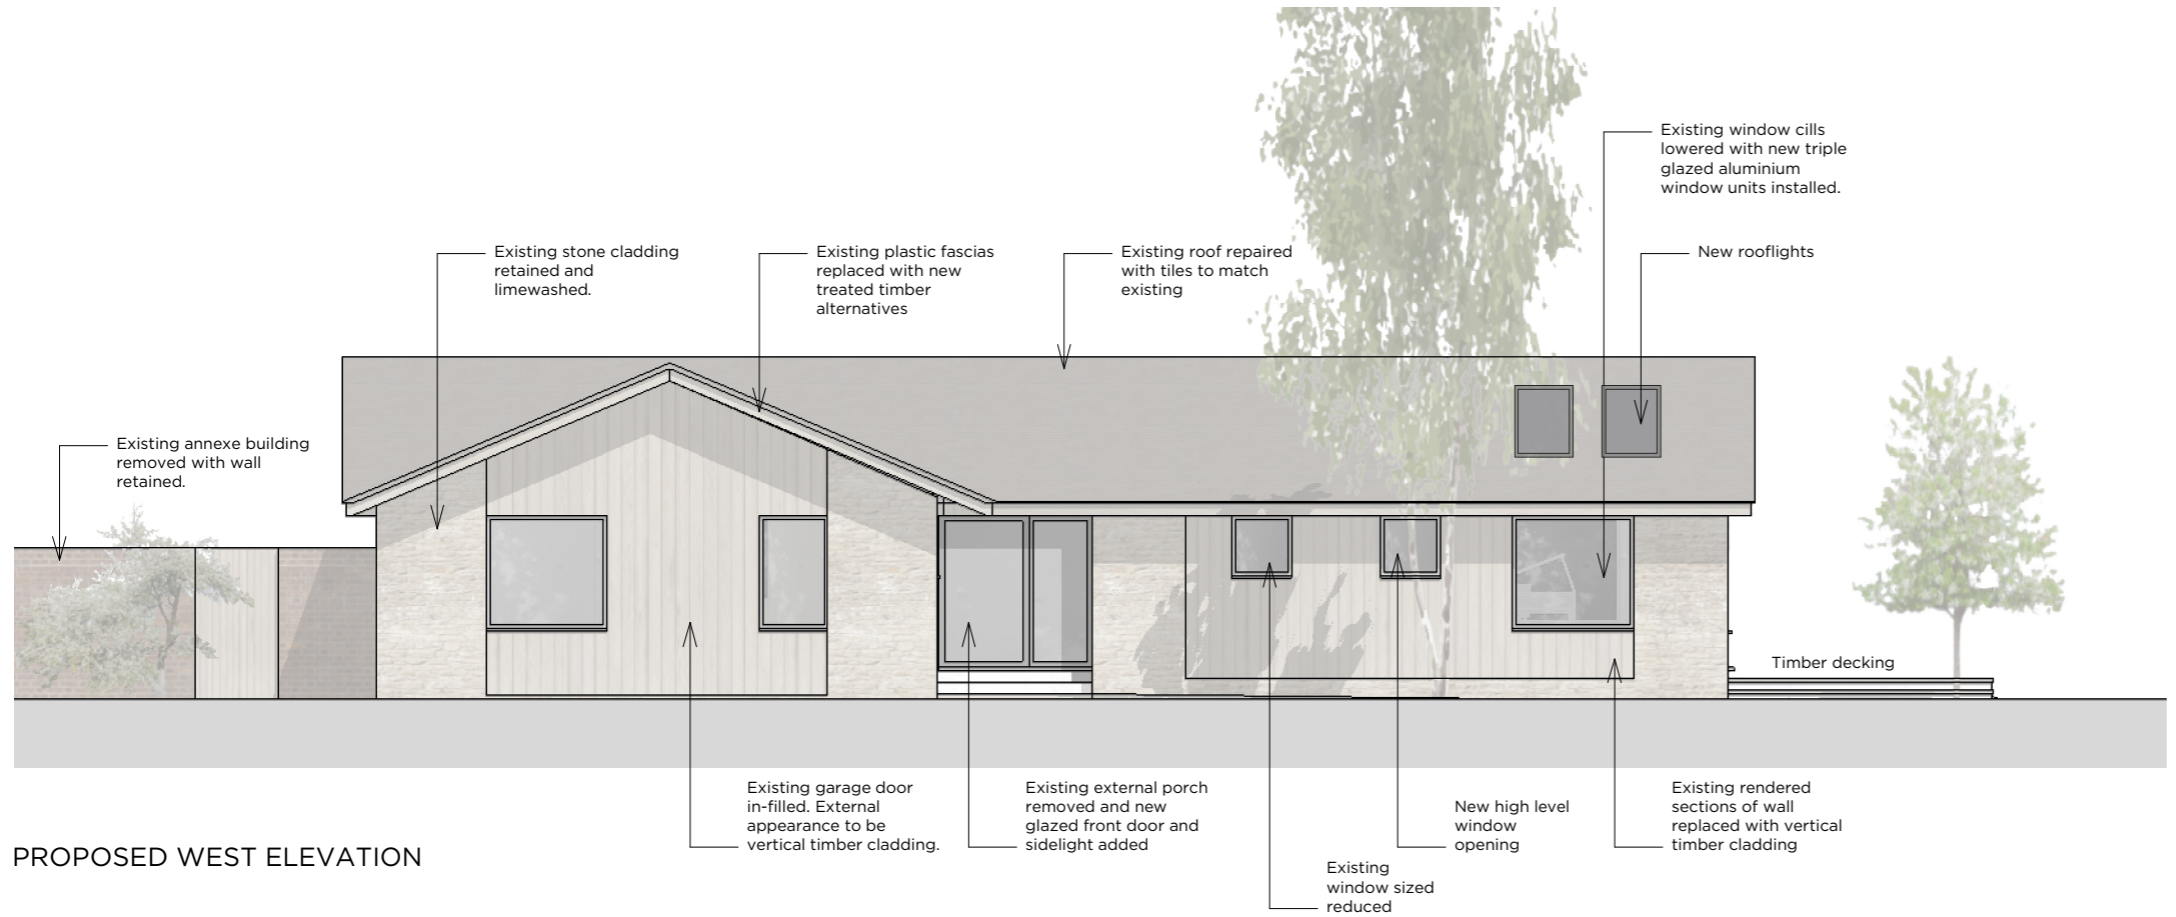 Existing window cills
lowered with new triple
glazed aluminium
window units installed.
Existing stone cladding
retained and
limewashed.
Existing plastic fascias
replaced with new
treated timber
alternatives
Existing roof repaired
with tiles to match
existing
New rooflights
Existing annexe building
removed with wall
retained.
Timber decking
Existing garage door
in-filled. External
appearance to be
vertical timber cladding.
Existing external porch
removed and new
glazed front door and
sidelight added
New high level
window
opening
Existing rendered
sections of wall
replaced with vertical
timber cladding
PROPOSED WEST ELEVATION
Existing
window sized
reduced